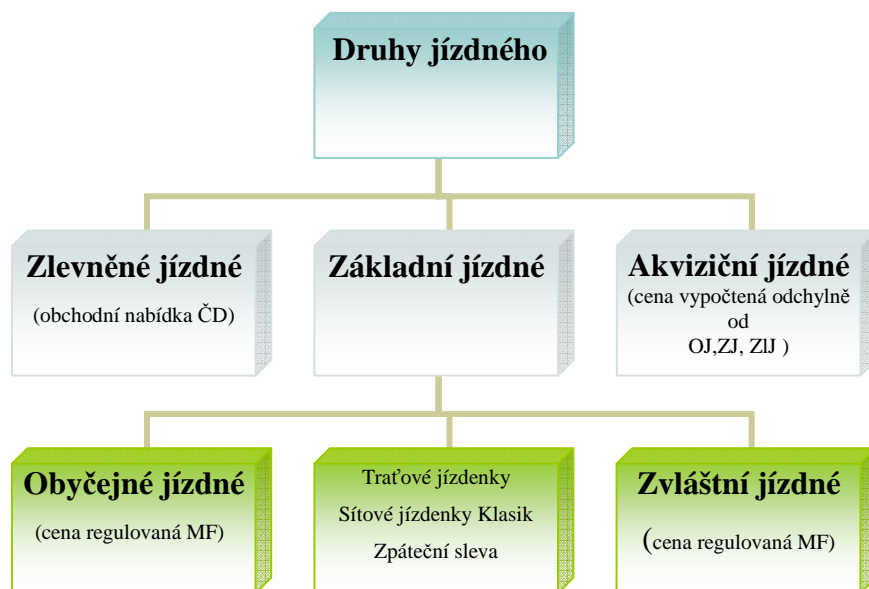 Druhy jízdného
Zlevněné jízdné
(obchodní nabídka ČD)
Základní jízdné
Akviziční jízdné
(cena vypočtená odchylně
od
OJ,ZJ, ZlJ )
Obyčejné jízdné
(cena regulovaná MF)
Traťové jízdenky
Sítové jízdenky Klasik
Zpáteční sleva
Zvláštní jízdné
(cena regulovaná MF)